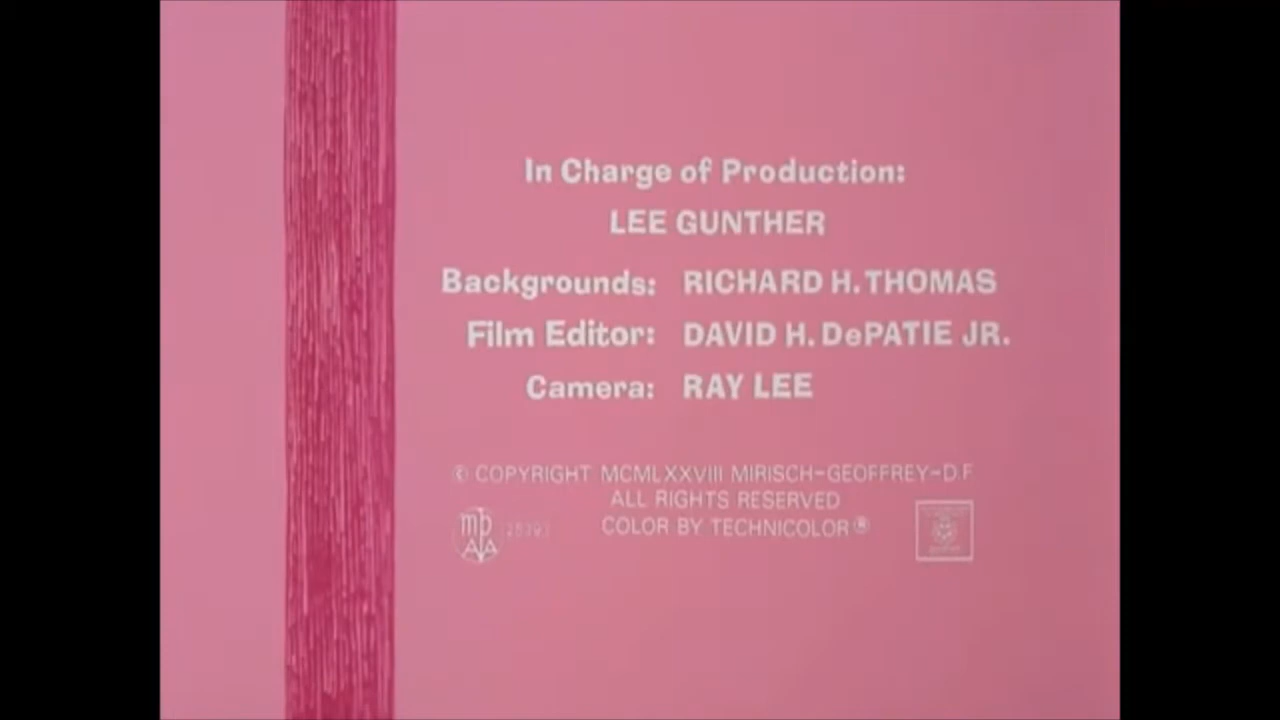 In Charge of Production:
LEE GUNTHER
Backgrounds: RICHARD H. THOMAS
Film Editor: DAVID H. DePATIE JR.
Camera: RAY LEE
© COPYRIGHT MCMLXXVIII MIRISCH-GEOFFREY-D.F
ALL RIGHTS RESERVED
COLOR BY TECHNICOLOR®
mpAA